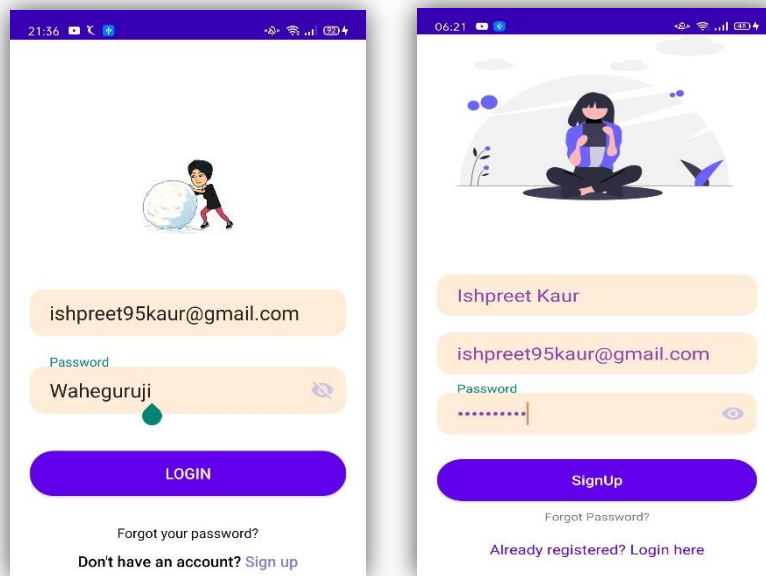 21:36
92
ishpreet95kaur@gmail.com
Password
Waheguruji
LOGIN
Forgot your password?
Don't have an account? Sign up
06:21
Ishpreet Kaur
ishpreet95kaur@gmail.com
Password
••••••••••
SignUp
Forgot Password?
Already registered? Login here